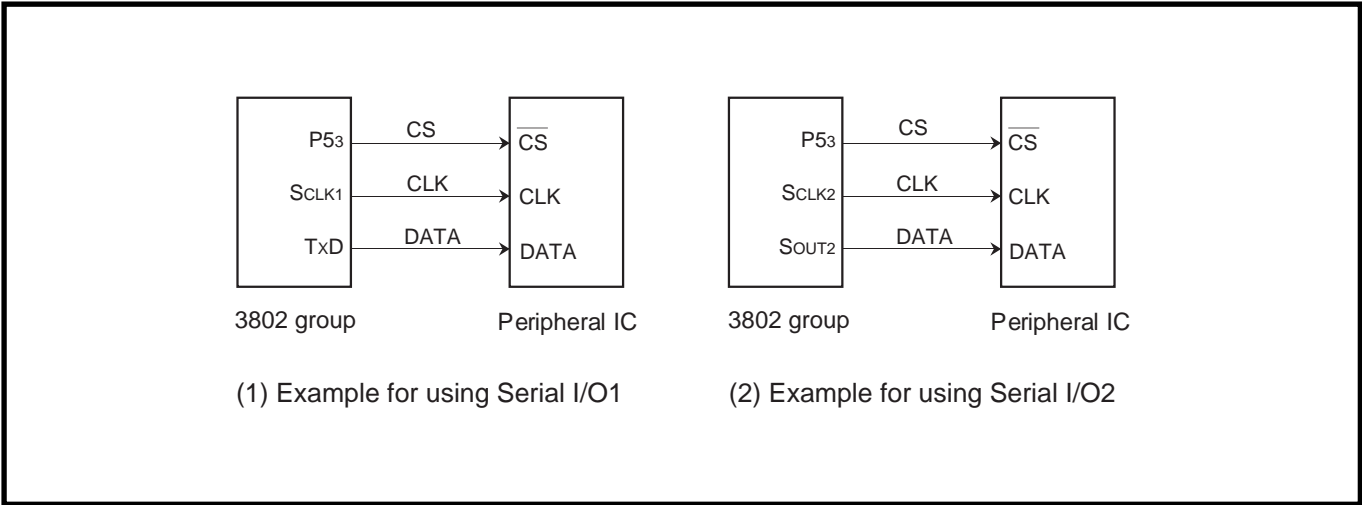 P53 CS CS
SCLK1 CLK CLK
TxD DATA DATA
3802 group Peripheral IC
(1) Example for using Serial I/O1
P53 CS CS
SCLK2 CLK CLK
SOUT2 DATA DATA
3802 group Peripheral IC
(2) Example for using Serial I/O2